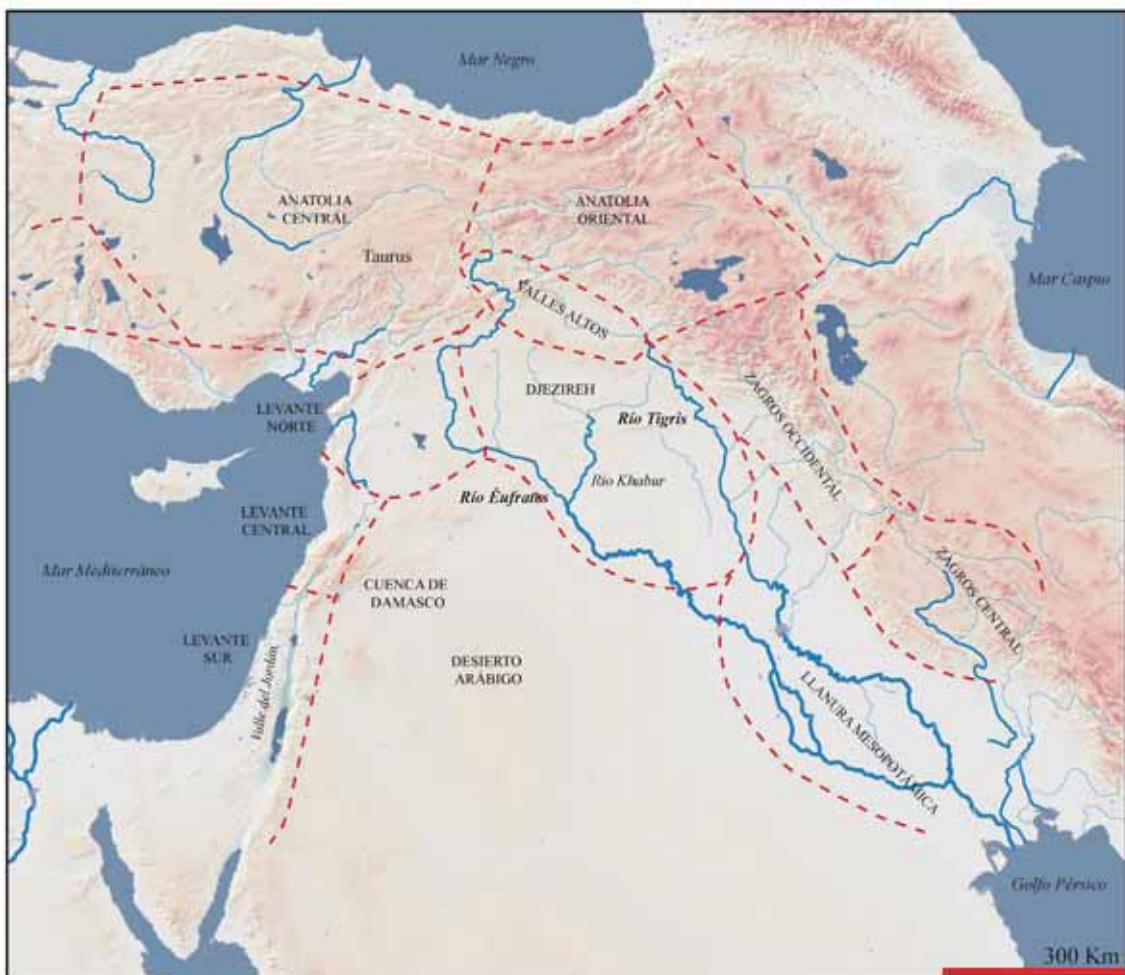 Mar Negro
ANATOLIA
CENTRAL
ANATOLIA
ORIENTAL
Taurus
Mar Caspio
VALLES ALTOS
DJEZIREH
ZAGROS OCCIDENTAL
LEVANTE
NORTE
Río Tigris
Río Khabur
Río Éufrates
LEVANTE
CENTRAL
Mar Mediterráneo
CUENCA DE
DAMASCO
ZAGROS CENTRAL
LEVANTE
SUR
Valle del Jordán
DESIERTO
ARÁBIGO
LLANURA MESOPOTÁMICA
Golfo Pérsico
300 Km